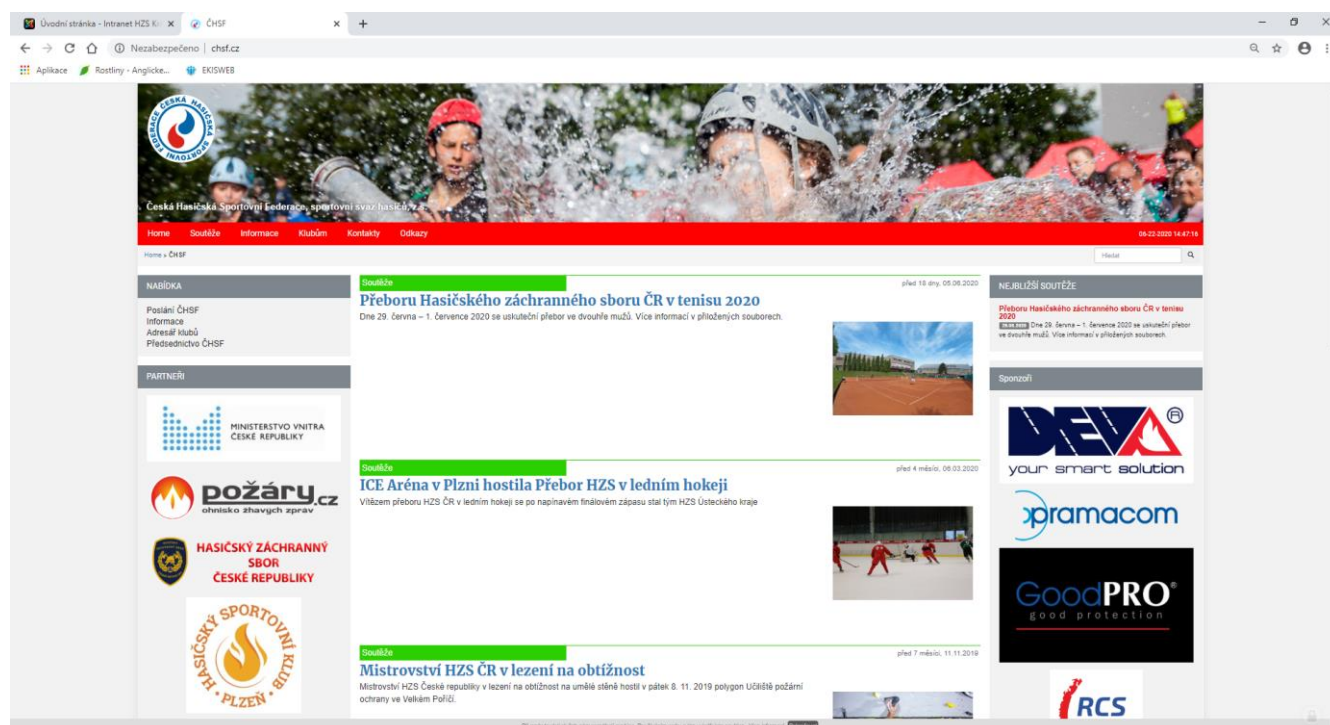 Úvodní stránka - Intranet HZS
ČHSF
Nezabezpečeno | chsf.cz
Aplikace
Rostliny - Anglicke...
EKISWEB
ČESKÁ HASIČSKÁ SPORTOVNÍ FEDERACE
Česká Hasičská Sportovní Federace, sportovní svaz hasičů, z.s.
Home Soutěže Informace Klubům Kontakty Odkazy
06-22-2020 14:47:16
Home » ČHSF
Hledat
NABÍDKA
Poslání ČHSF
Informace
Adresář klubů
Předsednictvo ČHSF
PARTNEŘI
MINISTERSTVO VNITRA
ČESKÉ REPUBLIKY
požáry.cz
ohnisko žhavých zpráv
HASIČSKÝ ZÁCHRANNÝ
SBOR
ČESKÉ REPUBLIKY
HASIČSKÝ SPORTOVNÍ KLUB
PLZEŇ
Soutěže
před 18 dny, 05.06.2020
Přeboru Hasičského záchranného sboru ČR v tenisu 2020
Dne 29. června – 1. července 2020 se uskuteční přebor ve dvouhře mužů. Více informací v přiložených souborech.
Soutěže
před 4 měsíci, 06.03.2020
ICE Aréna v Plzni hostila Přebor HZS v ledním hokeji
Vítězem přeboru HZS ČR v ledním hokeji se po napínavém finálovém zápasu stal tým HZS Ústeckého kraje
Soutěže
před 7 měsíci, 11.11.2019
Mistrovství HZS ČR v lezení na obtížnost
Mistrovství HZS České republiky v lezení na obtížnost na umělé stěně hostil v pátek 8. 11. 2019 polygon Učiliště požární
ochrany ve Velkém Poříčí.
NEJBLIŽŠÍ SOUTĚŽE
Přeboru Hasičského záchranného sboru ČR v tenisu
2020
Dne 29. června – 1. července 2020 se uskuteční přebor
ve dvouhře mužů. Více informací v přiložených souborech.
Sponzoři
DEVA®
your smart solution
pramacom
GoodPRO®
good protection
RCS